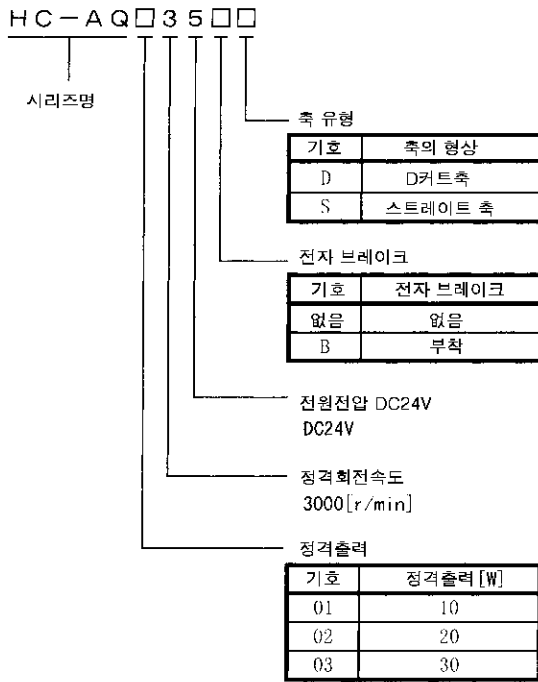 HC-AQ□35□□
시리즈명
축 유형
기호 축의 형상
D D커트축
S 스트레이트 축
전자 브레이크
기호 전자 브레이크
없음 없음
B 부착
전원전압 DC24V
DC24V
정격회전속도
3000[r/min]
정격출력
기호 정격출력[W]
01 10
02 20
03 30